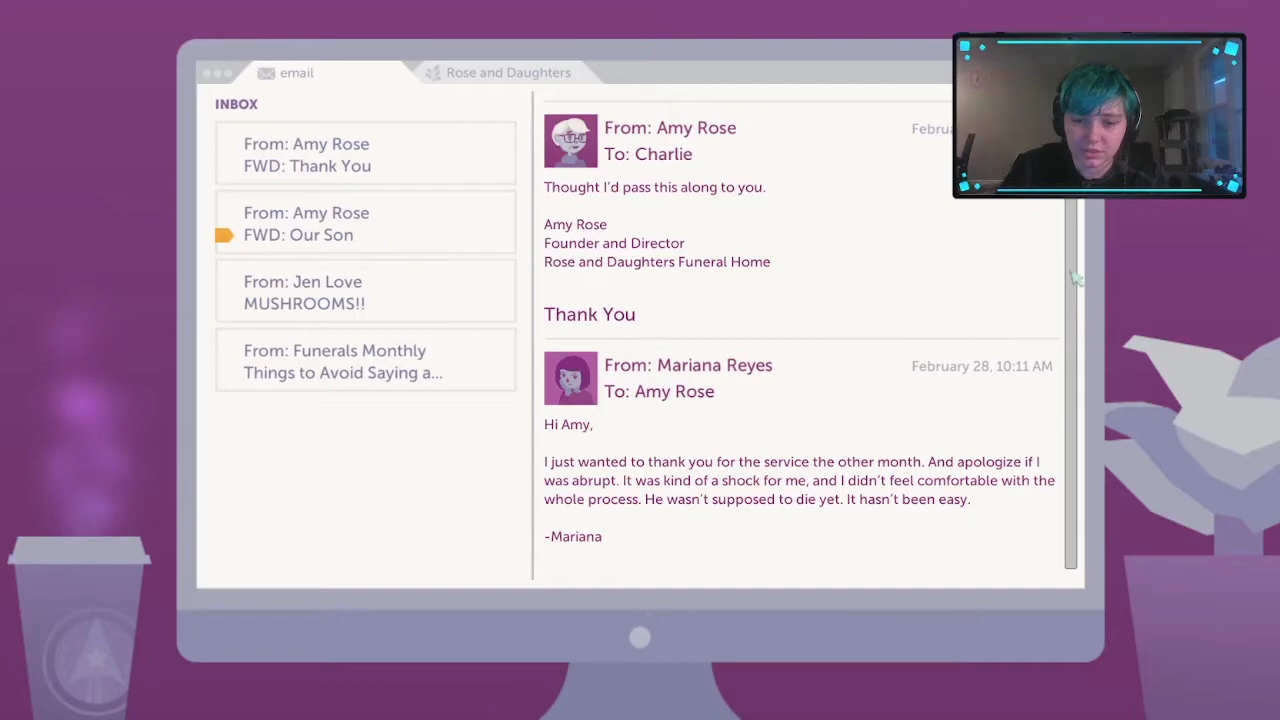 email
Rose and Daughters
INBOX
From: Amy Rose
FWD: Thank You
From: Amy Rose
FWD: Our Son
From: Jen Love
MUSHROOMS!!
From: Funerals Monthly
Things to Avoid Saying a...
From: Amy Rose
Februa
To: Charlie
Thought I'd pass this along to you.
Amy Rose
Founder and Director
Rose and Daughters Funeral Home
Thank You
From: Mariana Reyes
February 28, 10:11 AM
To: Amy Rose
Hi Amy,
I just wanted to thank you for the service the other month. And apologize if I
was abrupt. It was kind of a shock for me, and I didn't feel comfortable with the
whole process. He wasn't supposed to die yet. It hasn't been easy.
-Mariana